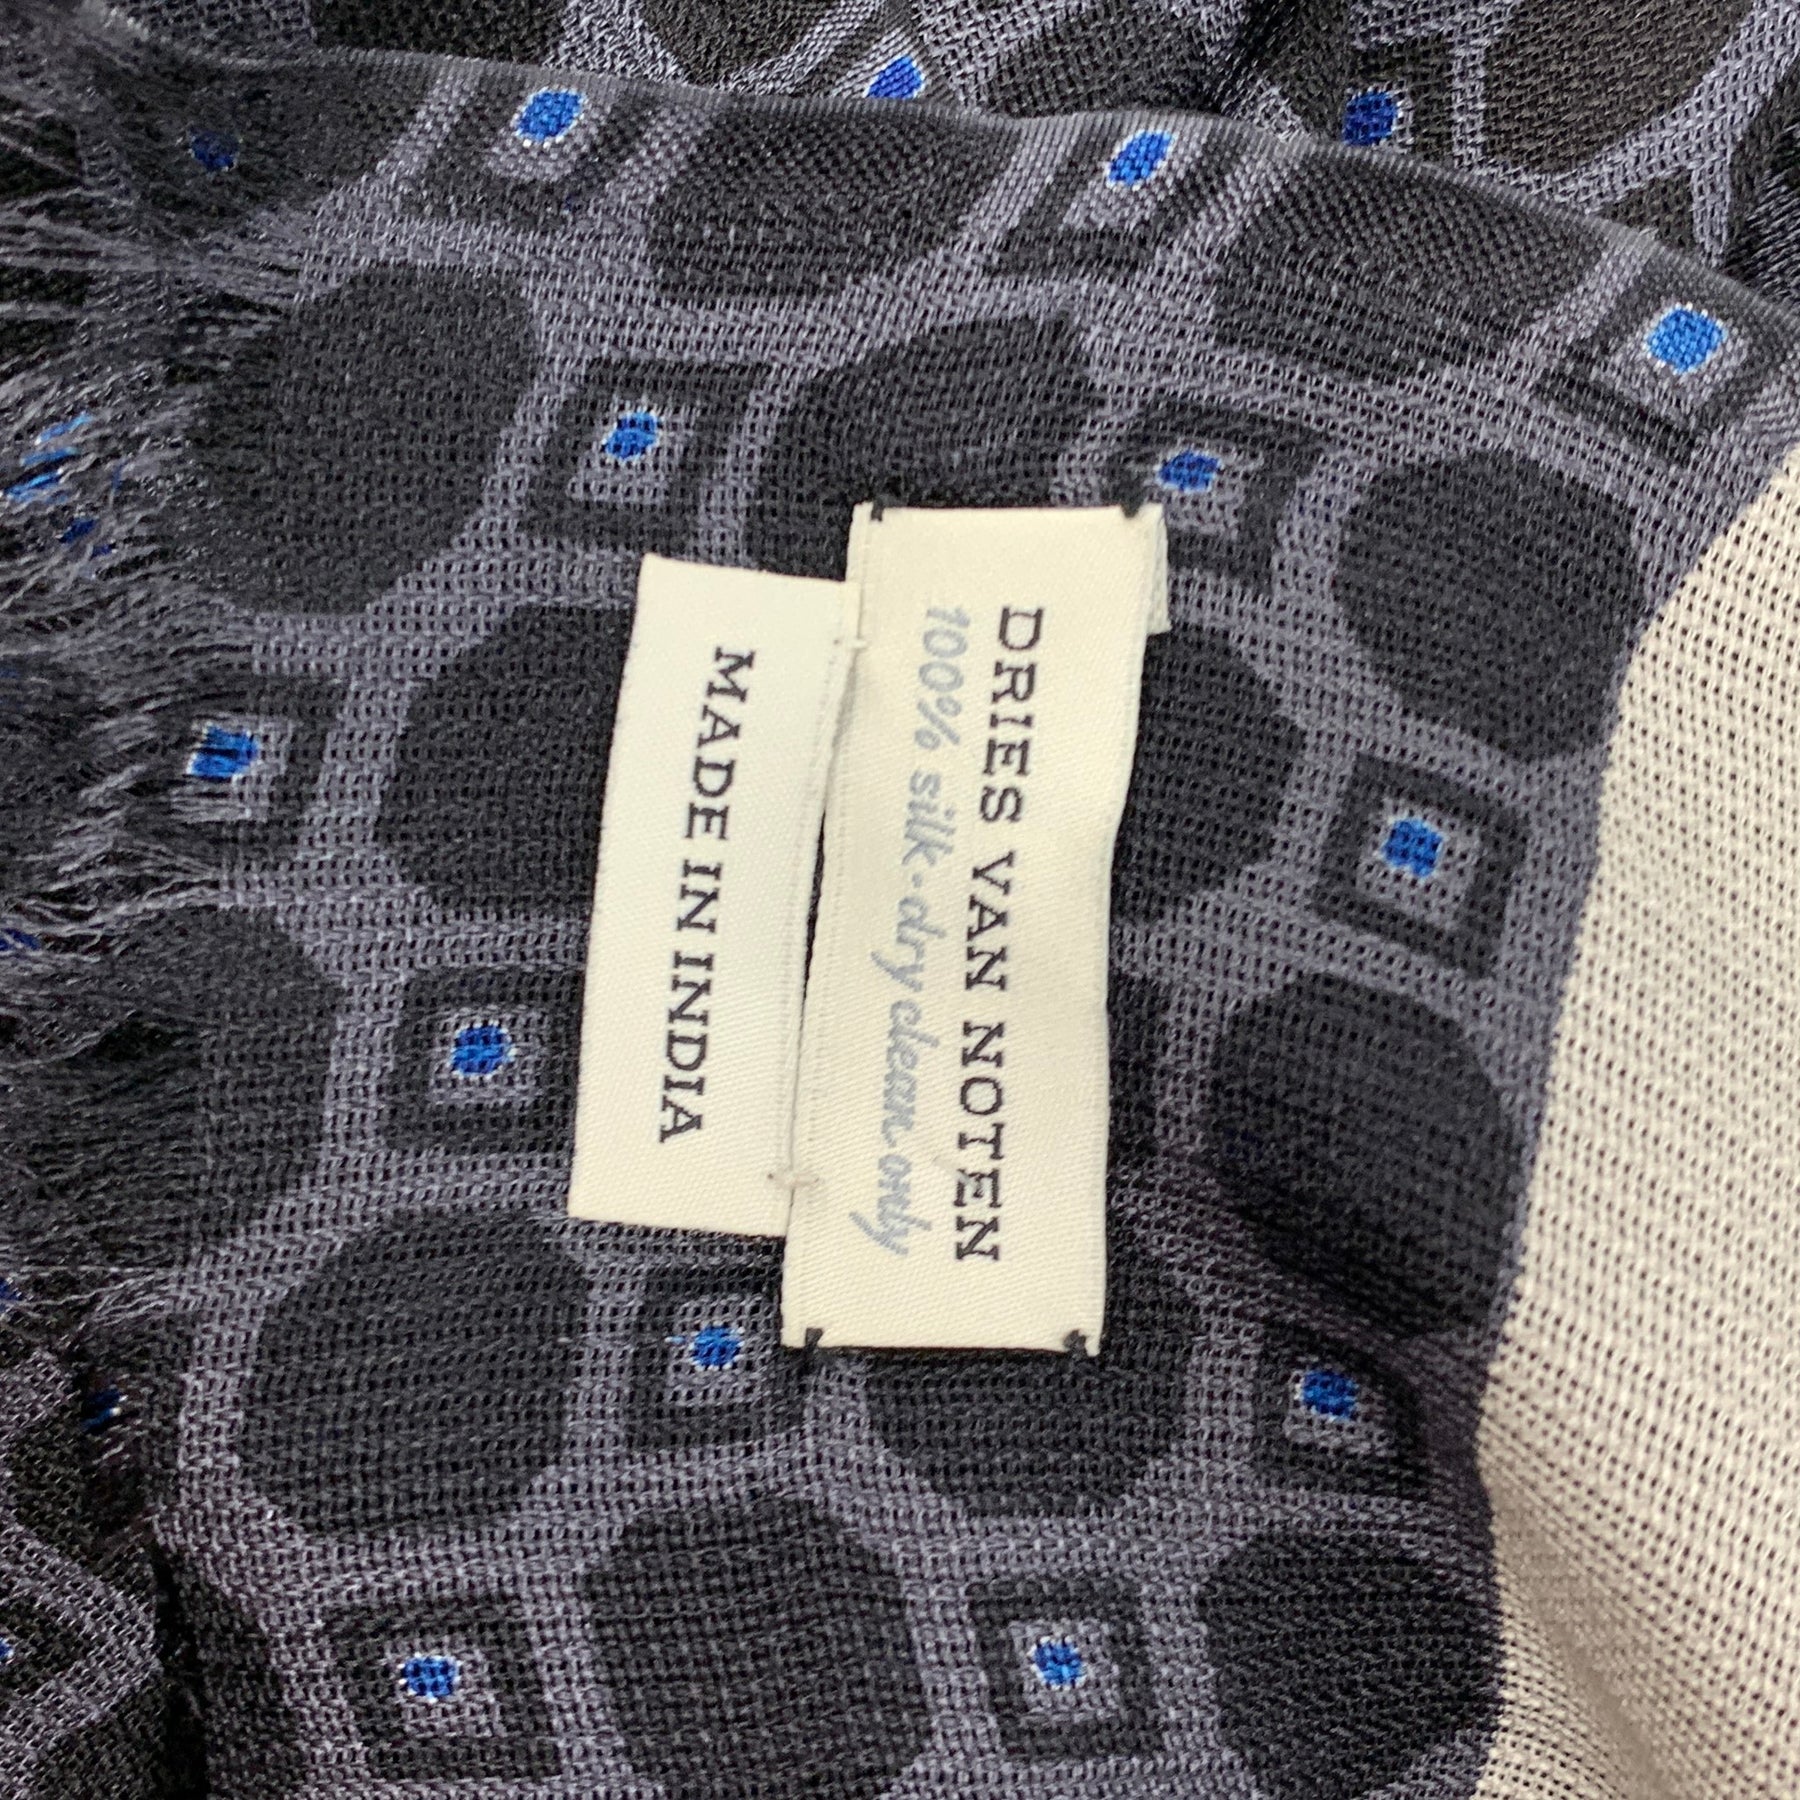 DRIES VAN NOTEN
100% silk - dry clean only
MADE IN INDIA